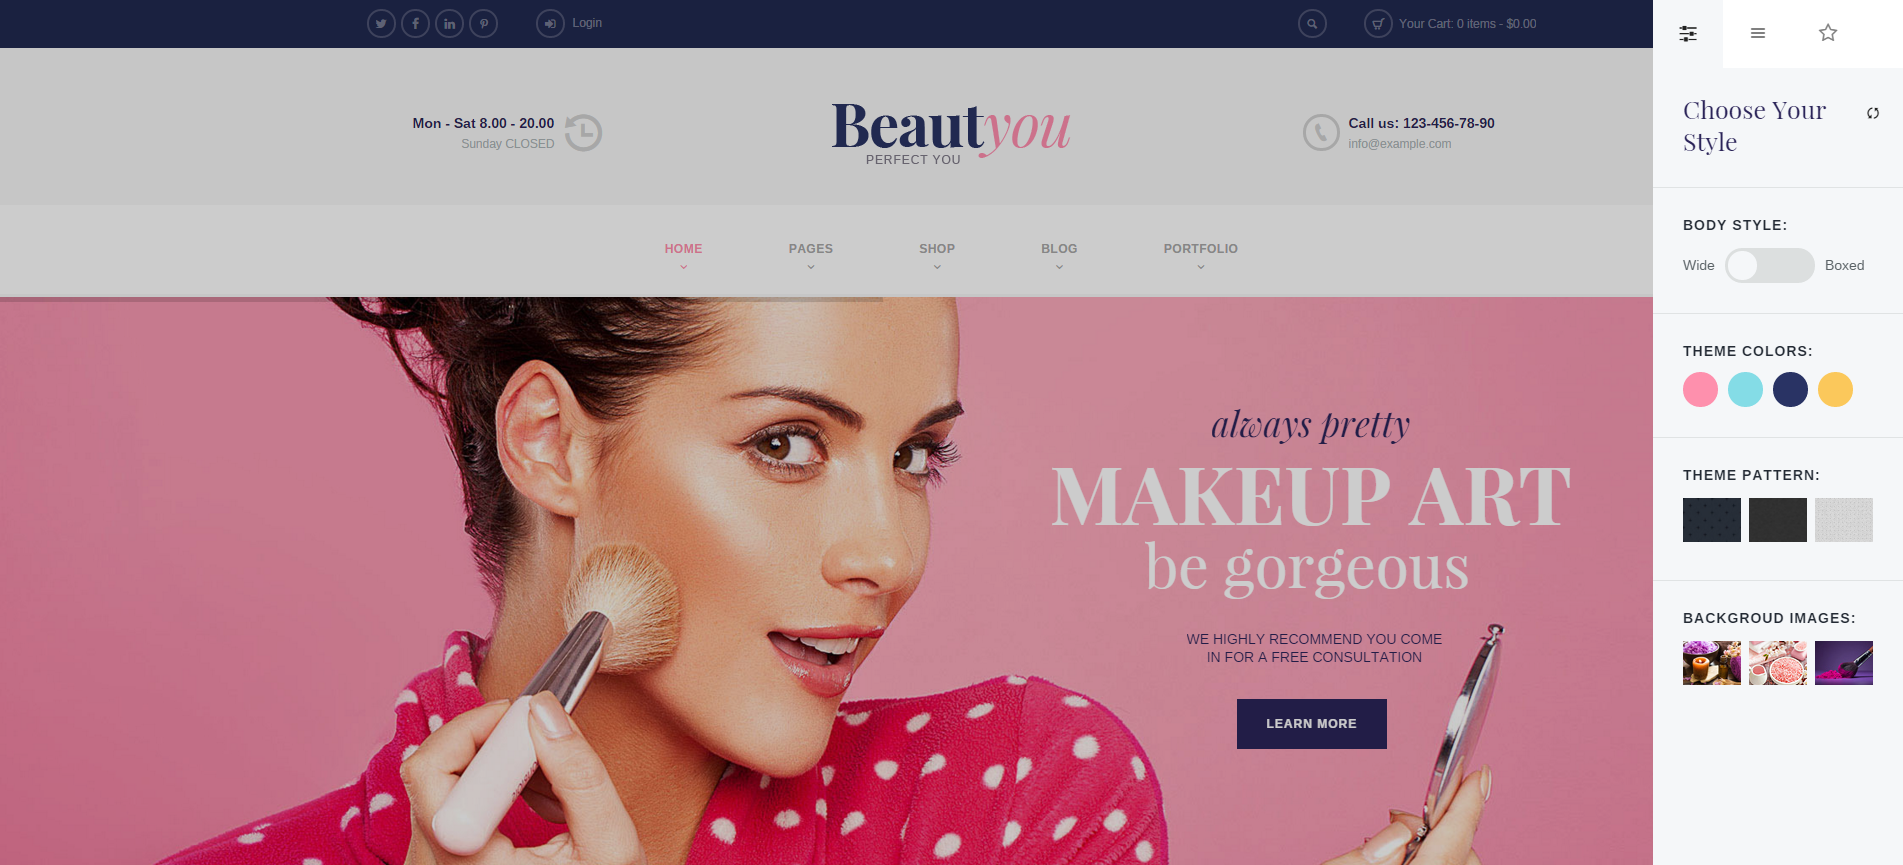 Login
Your Cart: 0 items - $0.00
Mon - Sat 8.00 - 20.00
Sunday CLOSED
Beautyou
PERFECT YOU
Call us: 123-456-78-90
info@example.com
HOME
PAGES
SHOP
BLOG
PORTFOLIO
always pretty
MAKEUP ART
be gorgeous
WE HIGHLY RECOMMEND YOU COME
IN FOR A FREE CONSULTATION
LEARN MORE
Choose Your
Style
BODY STYLE:
Wide
Boxed
THEME COLORS:
THEME PATTERN:
BACKGROUD IMAGES: